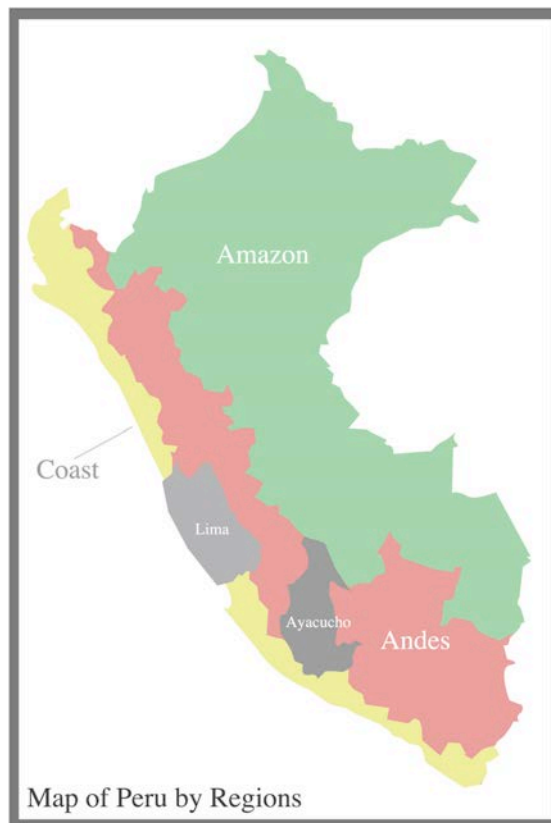 Amazon
Coast
Lima
Ayacucho
Andes
Map of Peru by Regions